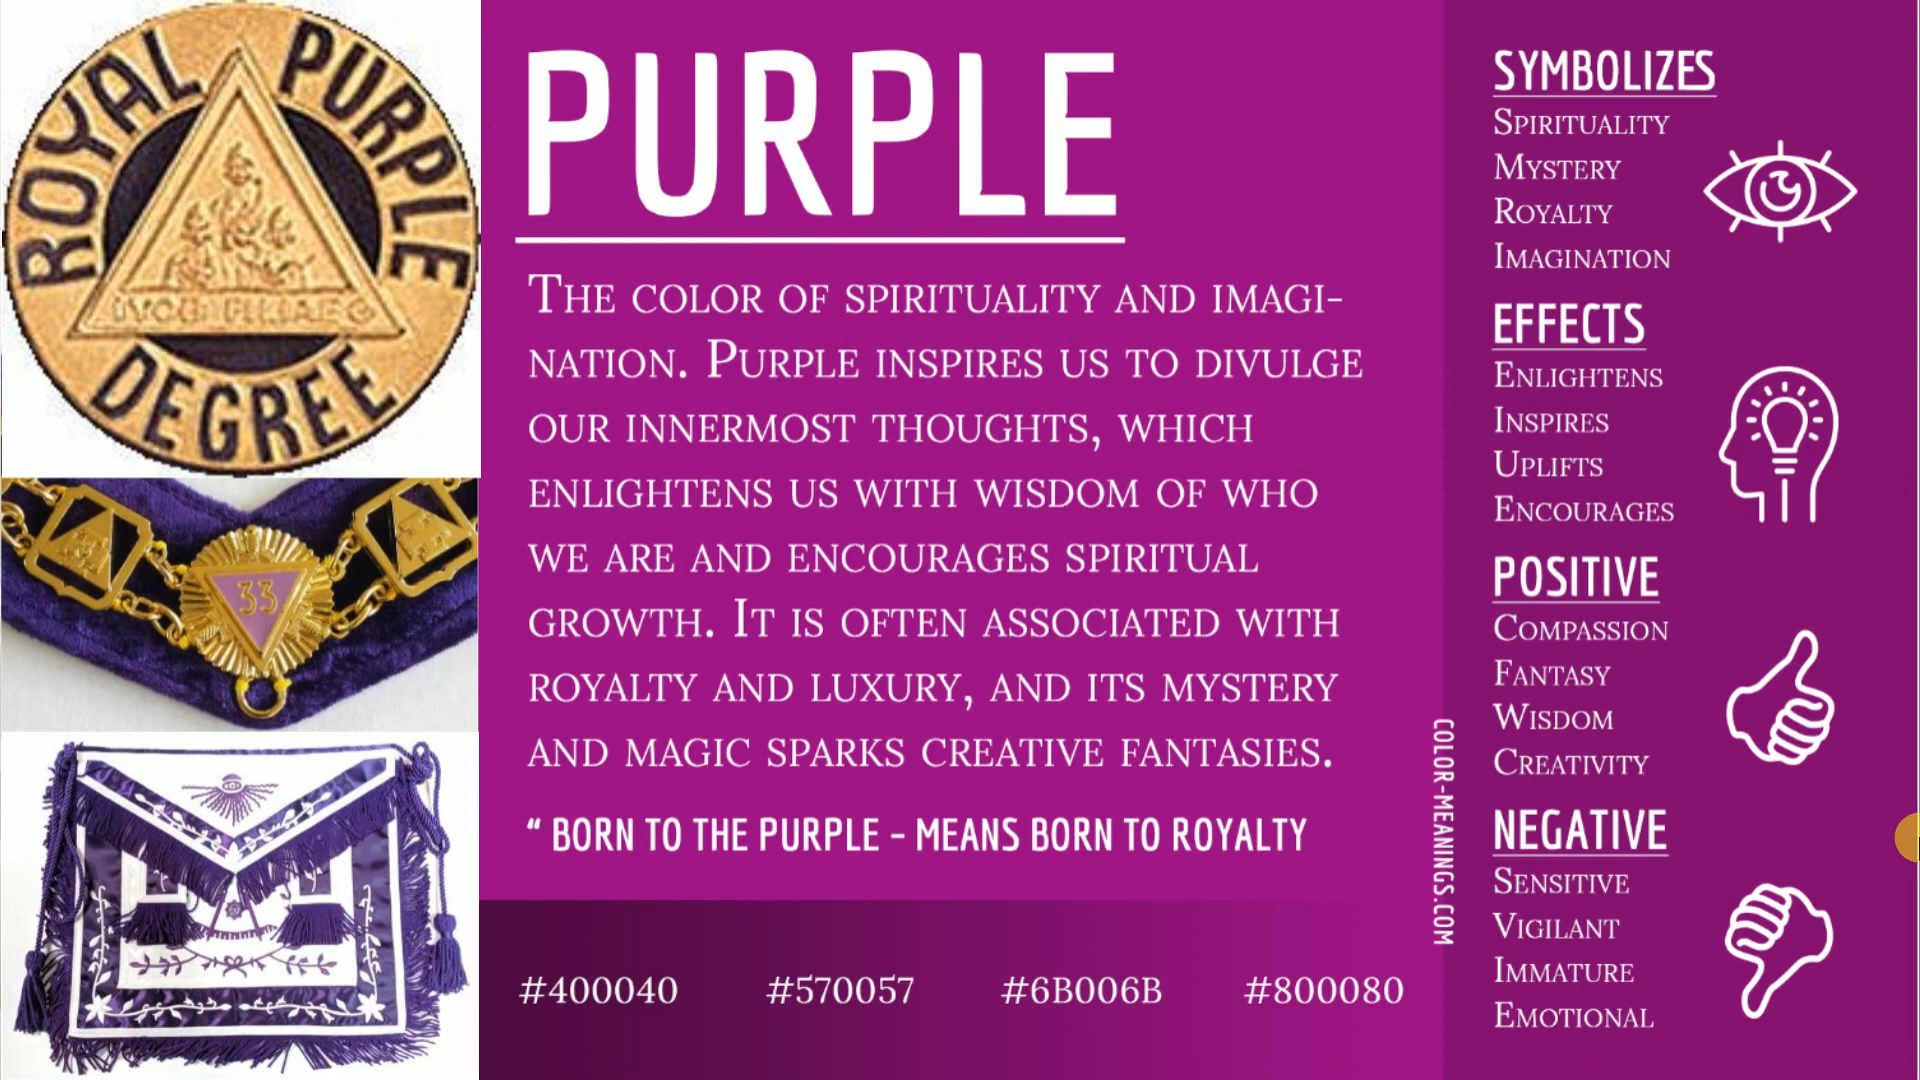 ROYAL PURPLE
DEGREE
33
PURPLE
The color of spirituality and imagi-
nation. Purple inspires us to divulge
our innermost thoughts, which
enlightens us with wisdom of who
we are and encourages spiritual
growth. It is often associated with
royalty and luxury, and its mystery
and magic sparks creative fantasies.
“ BORN TO THE PURPLE – MEANS BORN TO ROYALTY
#400040 #570057 #6B006B #800080
COLOR-MEANINGS.COM
SYMBOLIZES
Spirituality
Mystery
Royalty
Imagination
EFFECTS
Enlightens
Inspires
Uplifts
Encourages
POSITIVE
Compassion
Fantasy
Wisdom
Creativity
NEGATIVE
Sensitive
Vigilant
Immature
Emotional